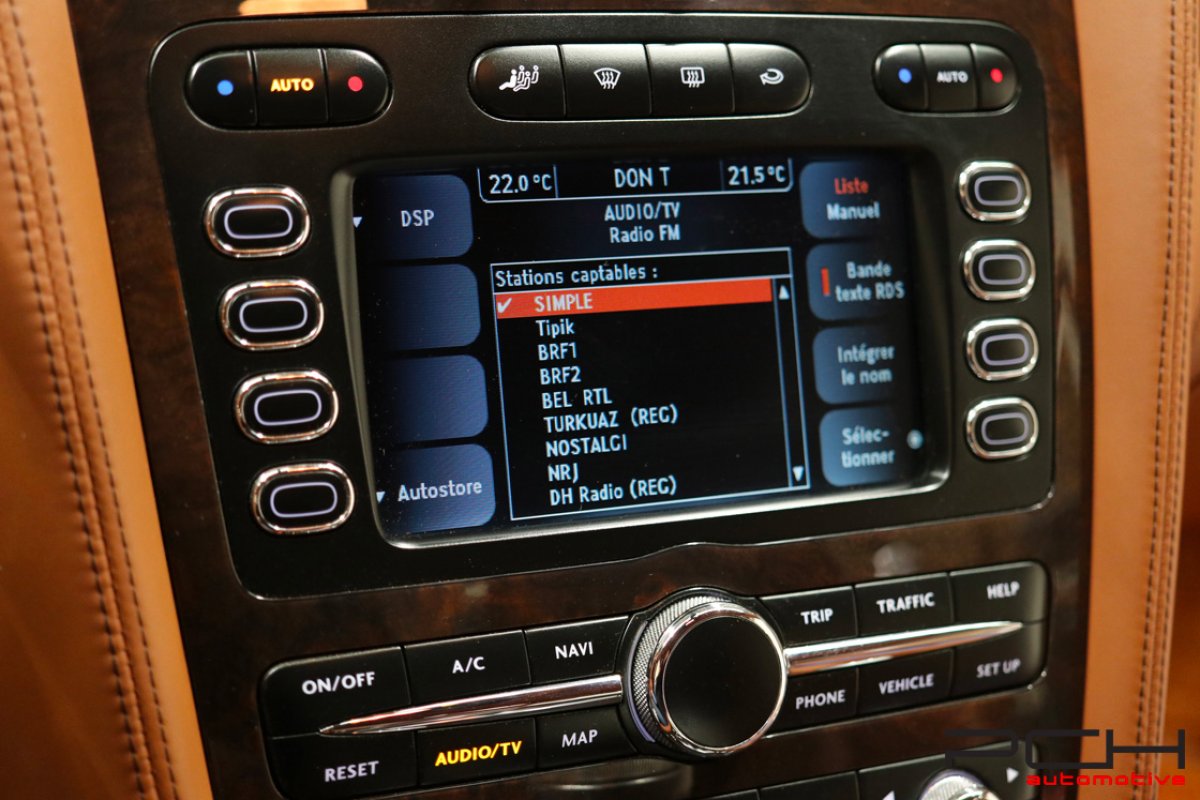 AUTO
AUTO
22.0 °C
DON T
21.5°C
DSP
AUDIO/TV
Radio FM
Liste
Manuel
Stations captables :
✓ SIMPLE
Tipik
BRF1
BRF2
BEL RTL
TURKUAZ (REG)
NOSTALGI
NRJ
DH Radio (REG)
Bande
texte RDS
Intégrer
le nom
Sélec-
tionner
Autostore
ON/OFF
A/C
NAVI
TRIP
TRAFFIC
HELP
RESET
AUDIO/TV
MAP
PHONE
VEHICLE
SET UP
PCH
automotive